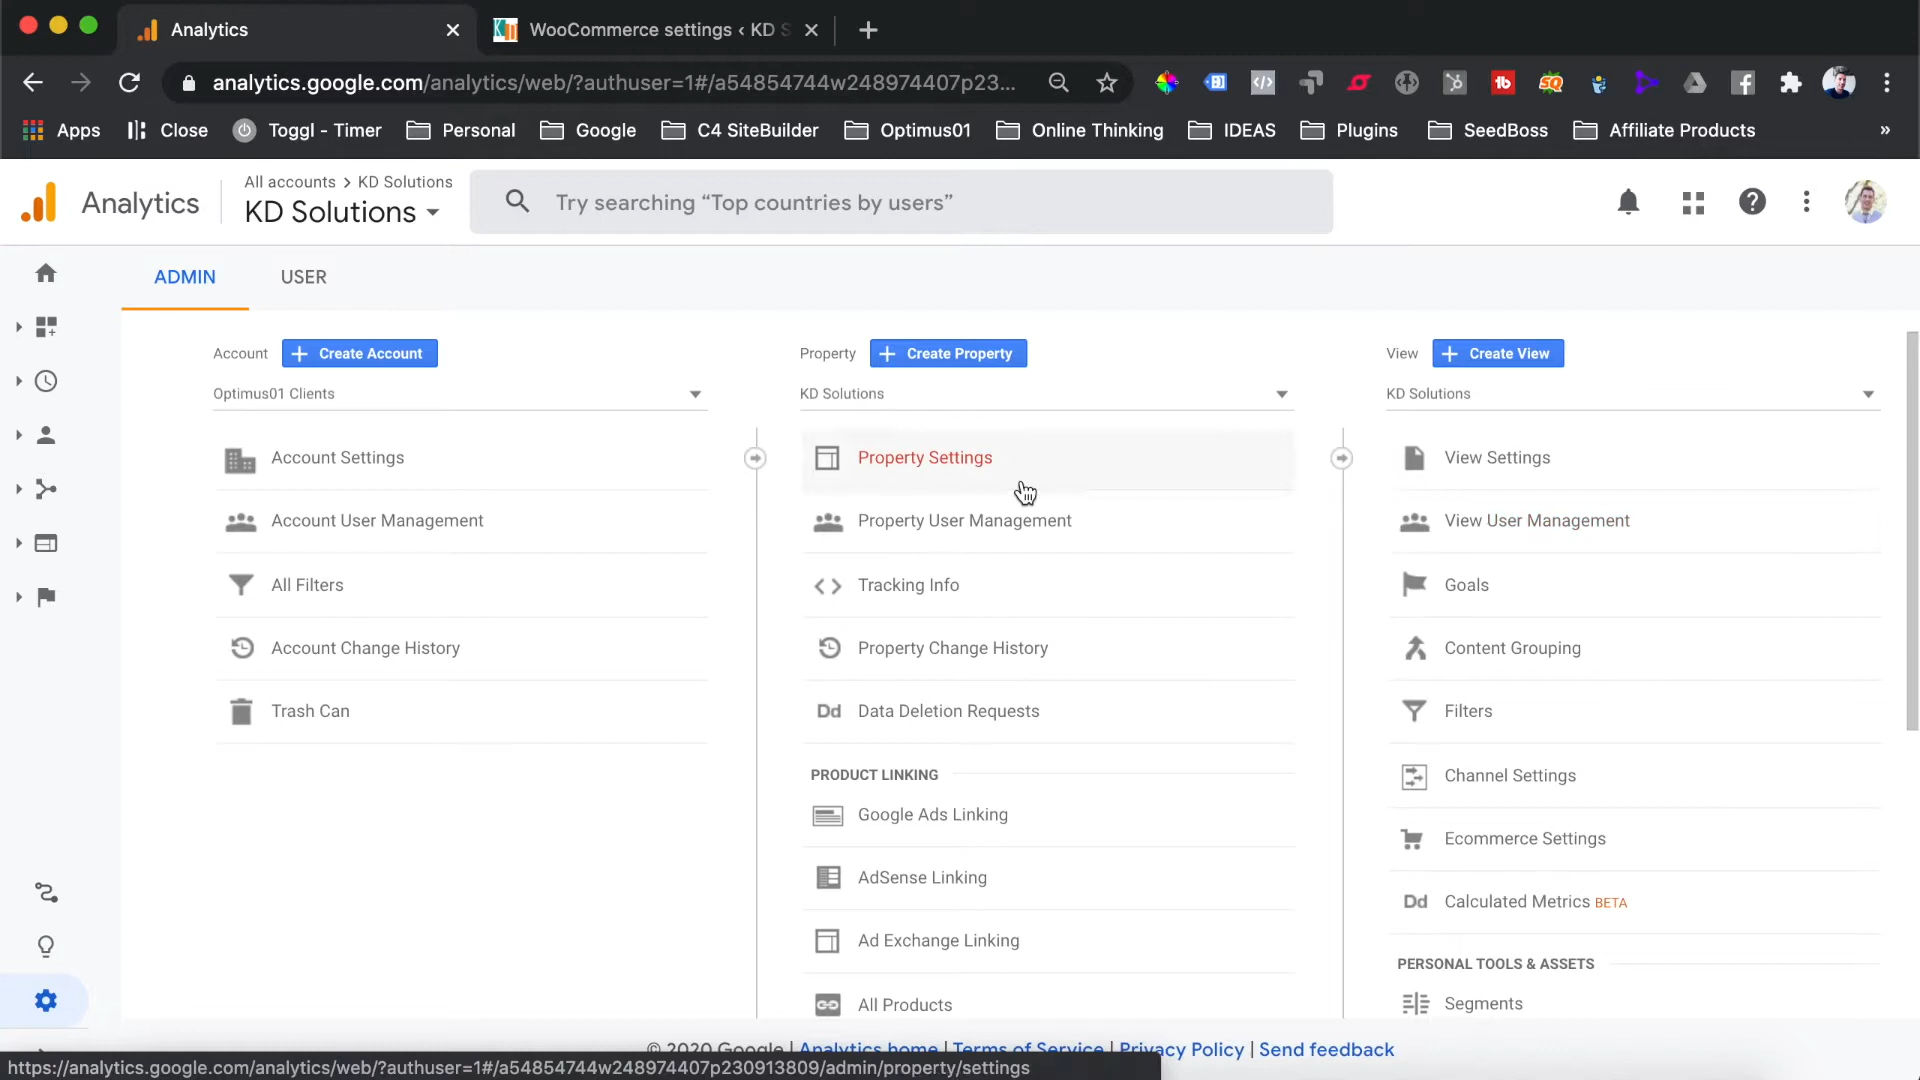 Analytics
WooCommerce settings ‹ KD S
analytics.google.com/analytics/web/?authuser=1#/a54854744w248974407p23...
Apps
Close
Toggl - Timer
Personal
Google
C4 SiteBuilder
Optimus01
Online Thinking
IDEAS
Plugins
SeedBoss
Affiliate Products
»
Analytics
All accounts > KD Solutions
KD Solutions
Try searching “Top countries by users”
ADMIN
USER
Account
+ Create Account
Optimus01 Clients
Account Settings
Account User Management
All Filters
Account Change History
Trash Can
Property
+ Create Property
KD Solutions
Property Settings
Property User Management
Tracking Info
Property Change History
Dd Data Deletion Requests
PRODUCT LINKING
Google Ads Linking
AdSense Linking
Ad Exchange Linking
All Products
View
+ Create View
KD Solutions
View Settings
View User Management
Goals
Content Grouping
Filters
Channel Settings
Ecommerce Settings
Dd Calculated Metrics BETA
PERSONAL TOOLS & ASSETS
Segments
© 2020 Google | Analytics home | Terms of Service | Privacy Policy | Send feedback
https://analytics.google.com/analytics/web/?authuser=1#/a54854744w248974407p230913809/admin/property/settings